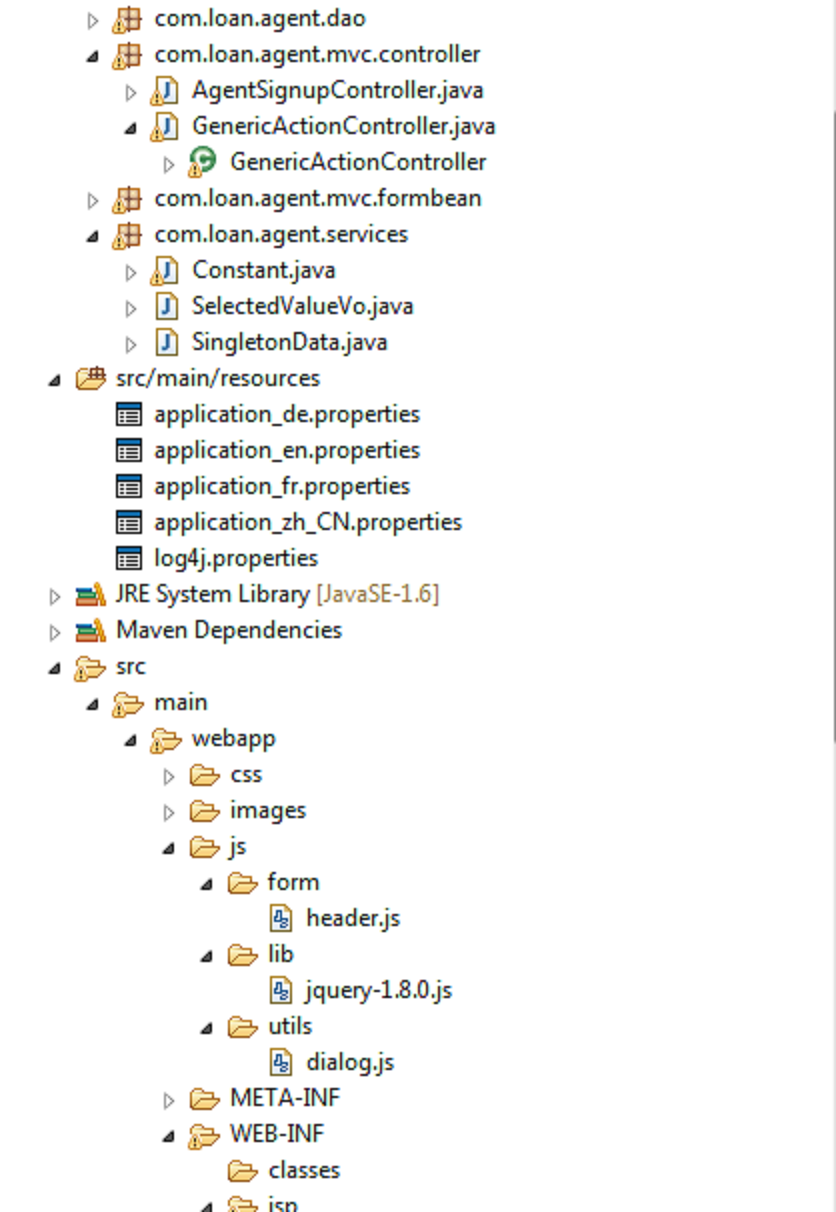 com.loan.agent.dao
com.loan.agent.mvc.controller
AgentSignupController.java
GenericActionController.java
GenericActionController
com.loan.agent.mvc.formbean
com.loan.agent.services
Constant.java
SelectedValueVo.java
SingletonData.java
src/main/resources
application_de.properties
application_en.properties
application_fr.properties
application_zh_CN.properties
log4j.properties
JRE System Library [JavaSE-1.6]
Maven Dependencies
src
main
webapp
css
images
js
form
header.js
lib
jquery-1.8.0.js
utils
dialog.js
META-INF
WEB-INF
classes
jsp